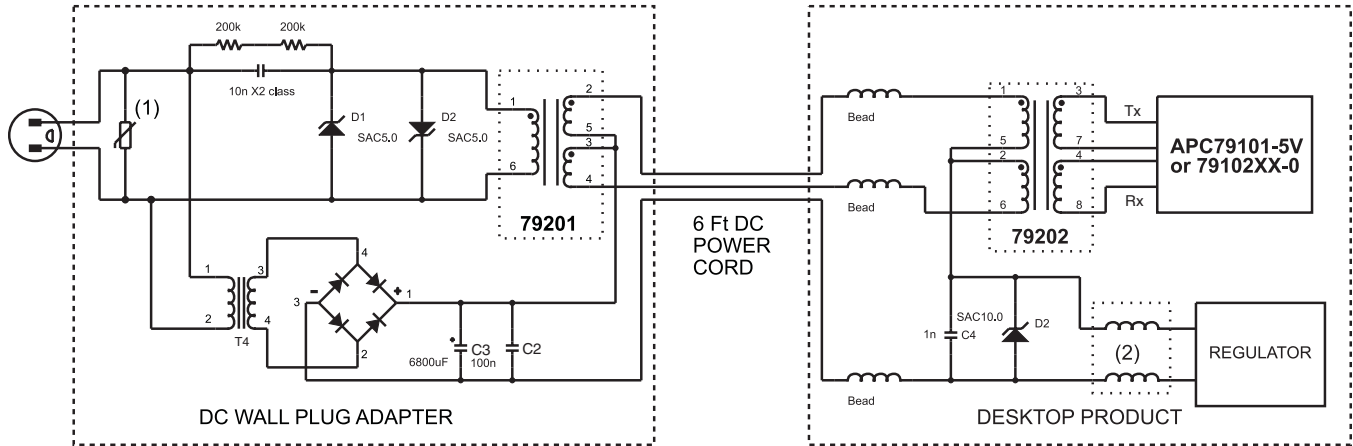 200k
200k
(1)
10n X2 class
D1
SAC5.0
D2
SAC5.0
1
6
2
5
3
4
79201
1
2
3
4
T4
4
3
-
+
1
2
6800uF
C3
100n
C2
DC WALL PLUG ADAPTER
6 Ft DC
POWER
CORD
Bead
Bead
Bead
1
5
2
6
3
7
4
8
79202
Tx
Rx
APC79101-5V
or 79102XX-0
SAC10.0
1n
C4
D2
(2)
REGULATOR
DESKTOP PRODUCT